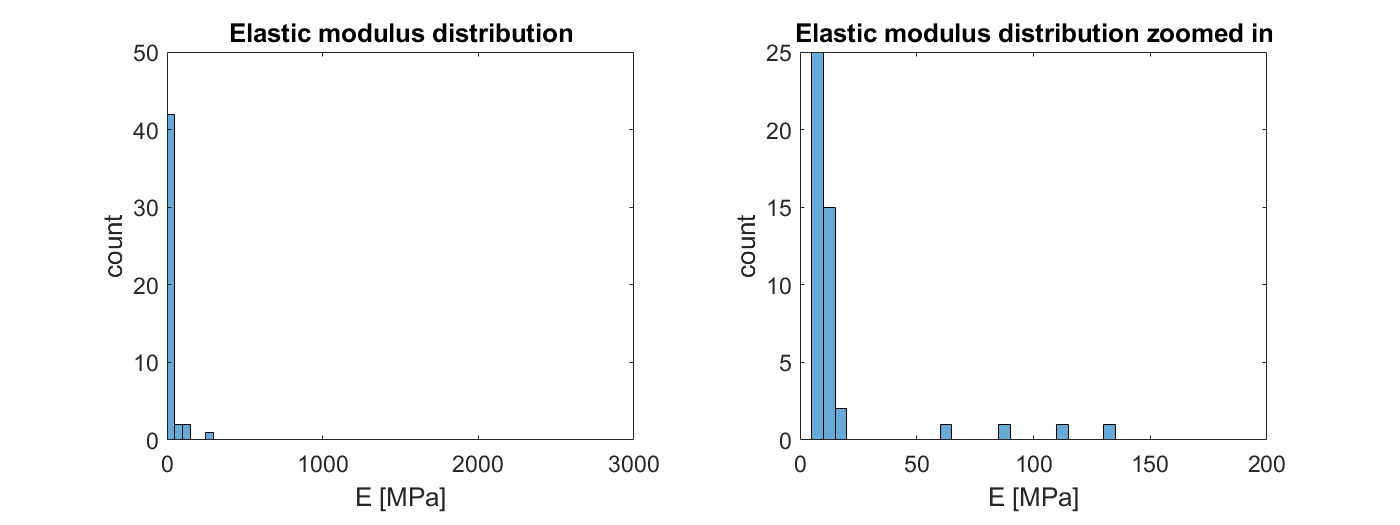 Elastic modulus distribution
50
40
30
20
10
0
count
0 1000 2000 3000
E [MPa]
Elastic modulus distribution zoomed in
25
20
15
10
5
0
count
0 50 100 150 200
E [MPa]